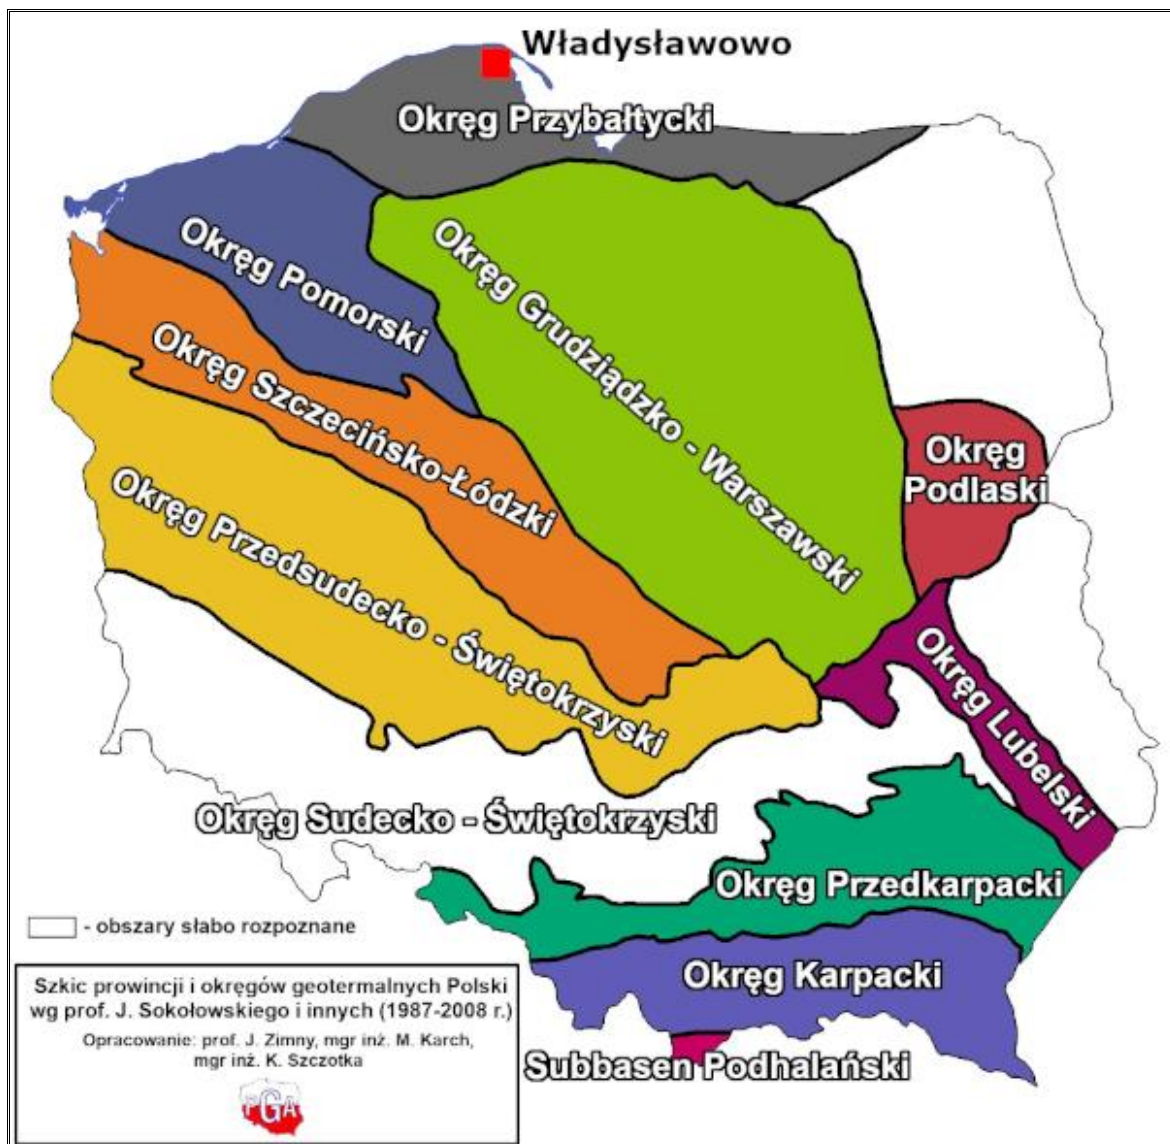 Władysławowo
Okręg Przybałtycki
Okręg Pomorski
Okręg Grudziądzko - Warszawski
Okręg Szczecińsko-Łódzki
Okręg
Podlaski
Okręg Przedsudecko - Świętokrzyski
Okręg Lubelski
Okręg Sudecko - Świętokrzyski
Okręg Przedkarpacki
- obszary słabo rozpoznane
Okręg Karpacki
Subbasen Podhalański
Szkic prowincji i okręgów geotermalnych Polski
wg prof. J. Sokołowskiego i innych (1987-2008 r.)
Opracowanie: prof. J. Zimny, mgr inż. M. Karch,
mgr inż. K. Szczotka
PGA